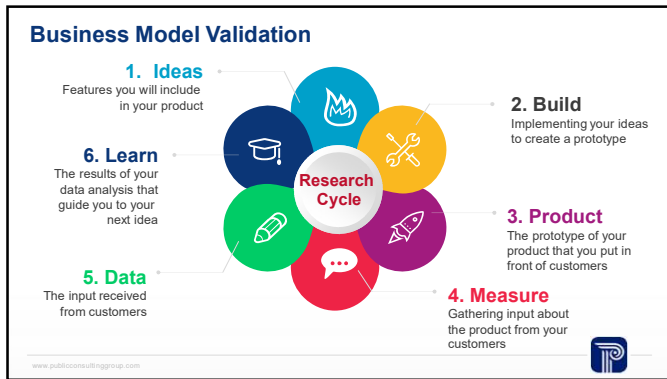 Business Model Validation
1. Ideas
Features you will include
in your product
2. Build
Implementing your ideas
to create a prototype
3. Product
The prototype of your
product that you put in
front of customers
4. Measure
Gathering input about
the product from your
customers
5. Data
The input received
from customers
6. Learn
The results of your
data analysis that
guide you to your
next idea
Research
Cycle
www.publicconsultinggroup.com